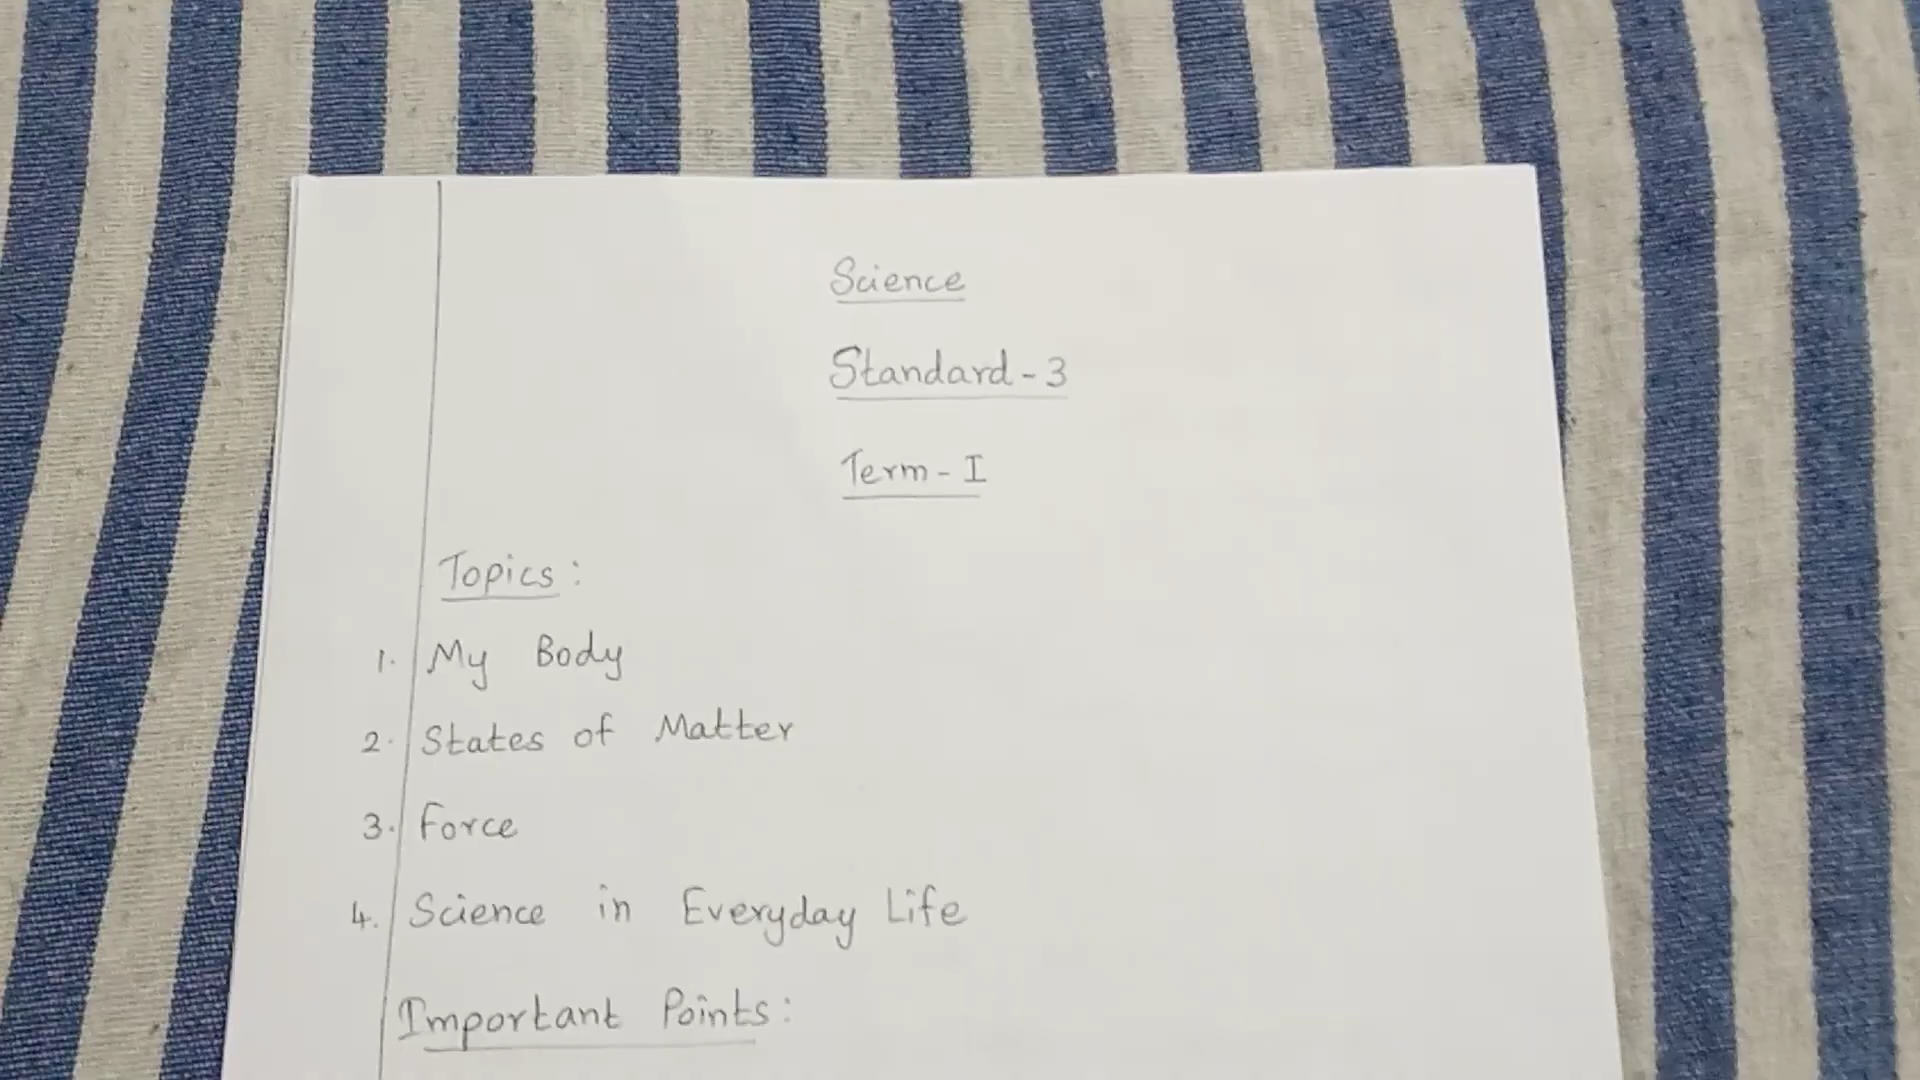 Science
Standard - 3
Term - I
Topics :
1. My Body
2. States of Matter
3. Force
4. Science in Everyday Life
Important Points :